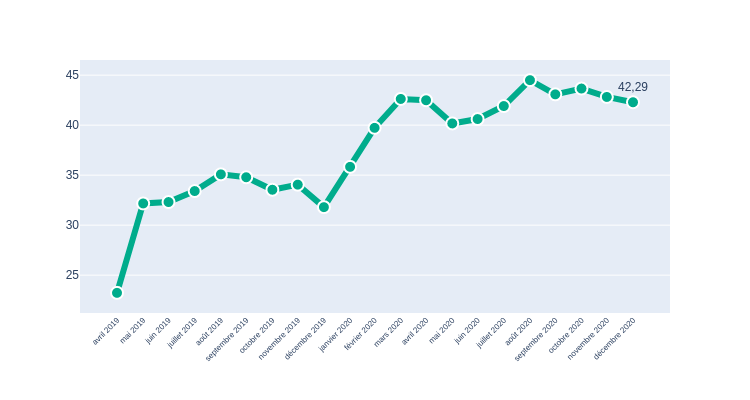 45
40
35
30
25
42,29
avril 2019
mai 2019
juin 2019
juillet 2019
août 2019
septembre 2019
octobre 2019
novembre 2019
décembre 2019
janvier 2020
février 2020
mars 2020
avril 2020
mai 2020
juin 2020
juillet 2020
août 2020
septembre 2020
octobre 2020
novembre 2020
décembre 2020